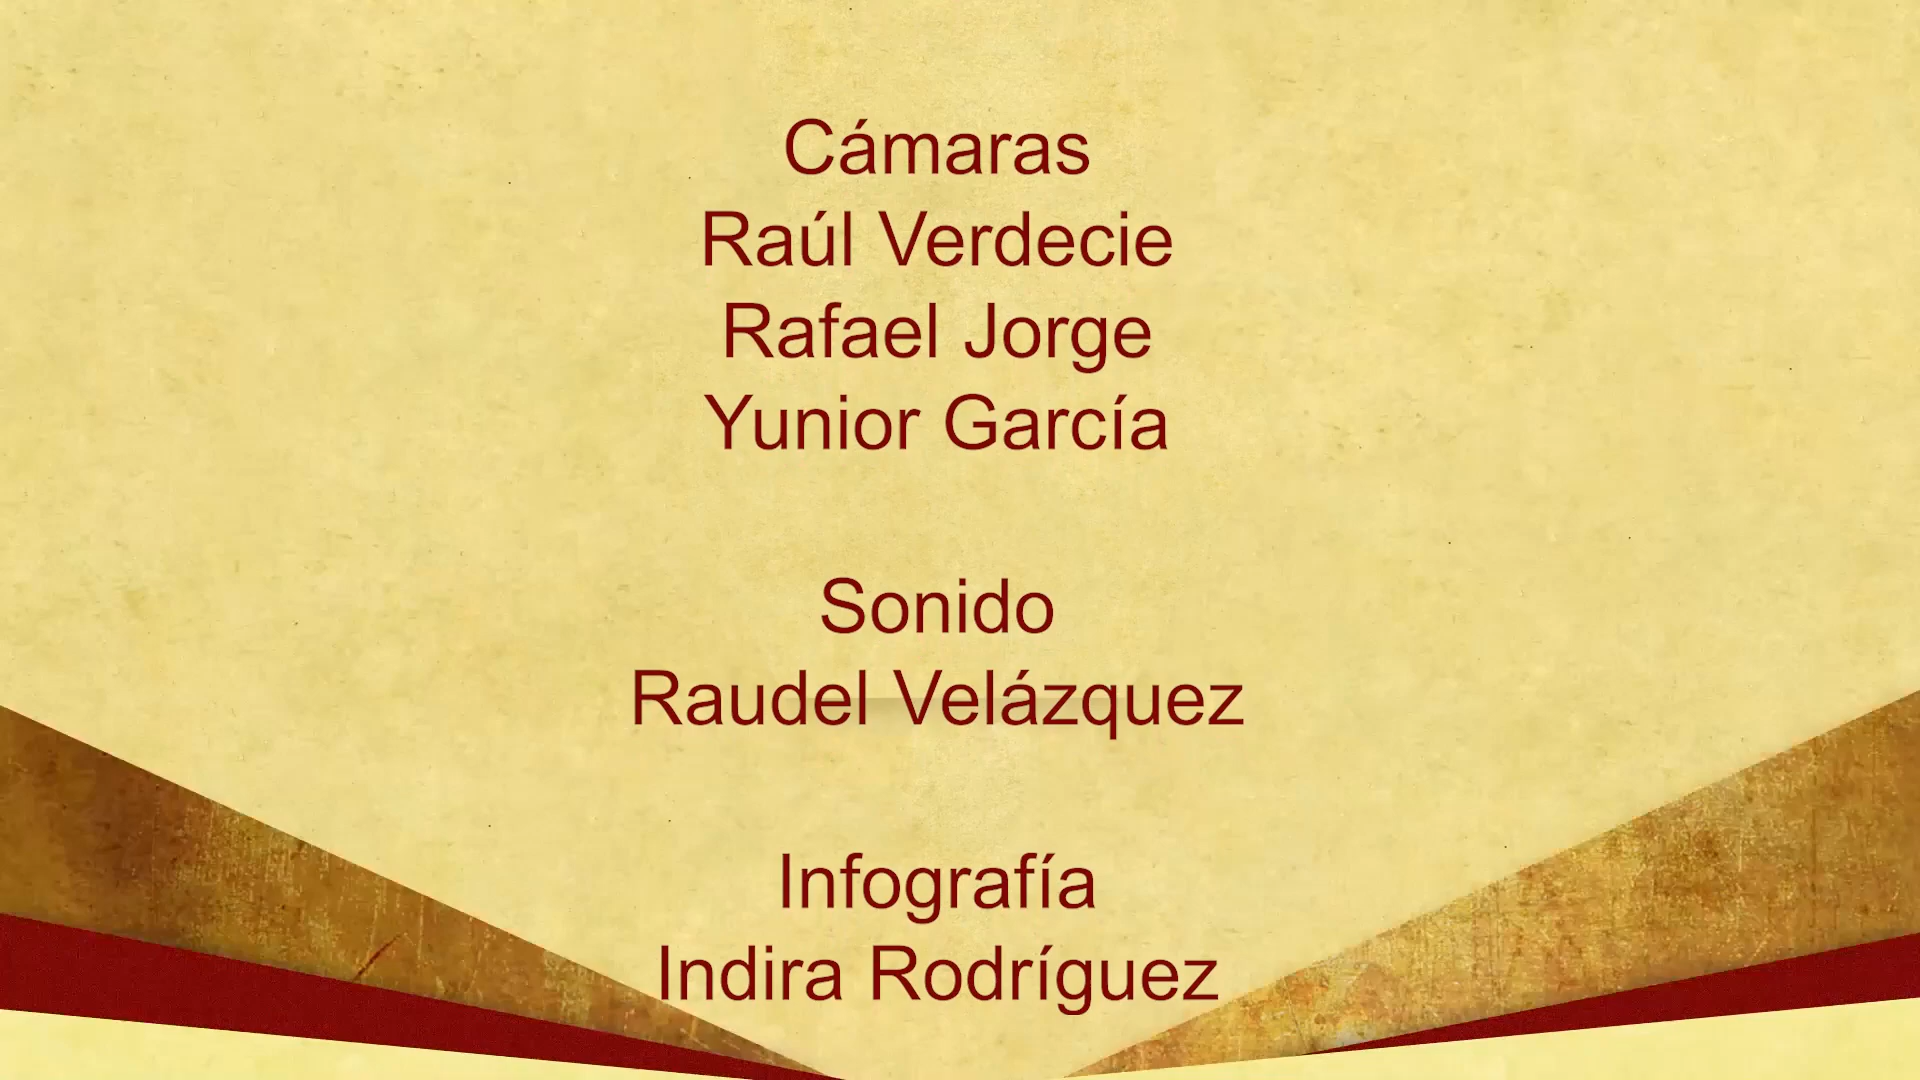 Cámaras
Raúl Verdecie
Rafael Jorge
Yunior García
Sonido
Raudel Velázquez
Infografía
Indira Rodríguez